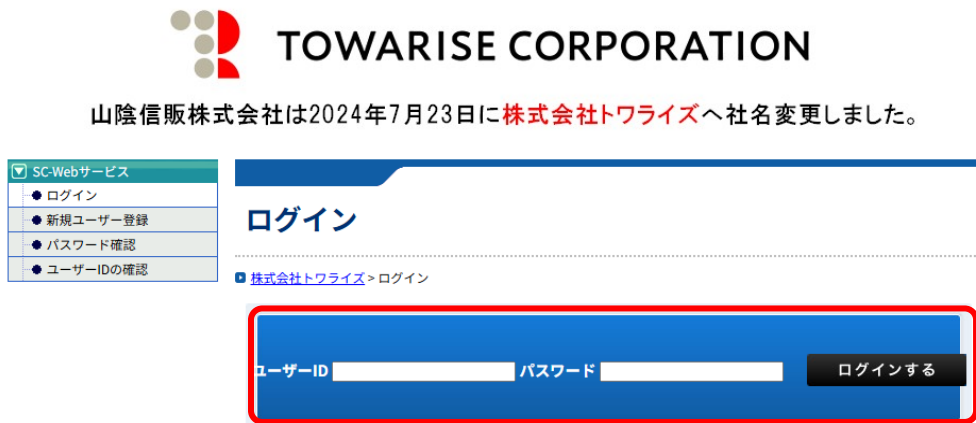 TOWARISE CORPORATION
山陰信販株式会社は2024年7月23日に株式会社トワライズへ社名変更しました。
SC-Webサービス
ログイン
新規ユーザー登録
パスワード確認
ユーザーIDの確認
ログイン
株式会社トワライズ > ログイン
ユーザーID パスワード ログインする